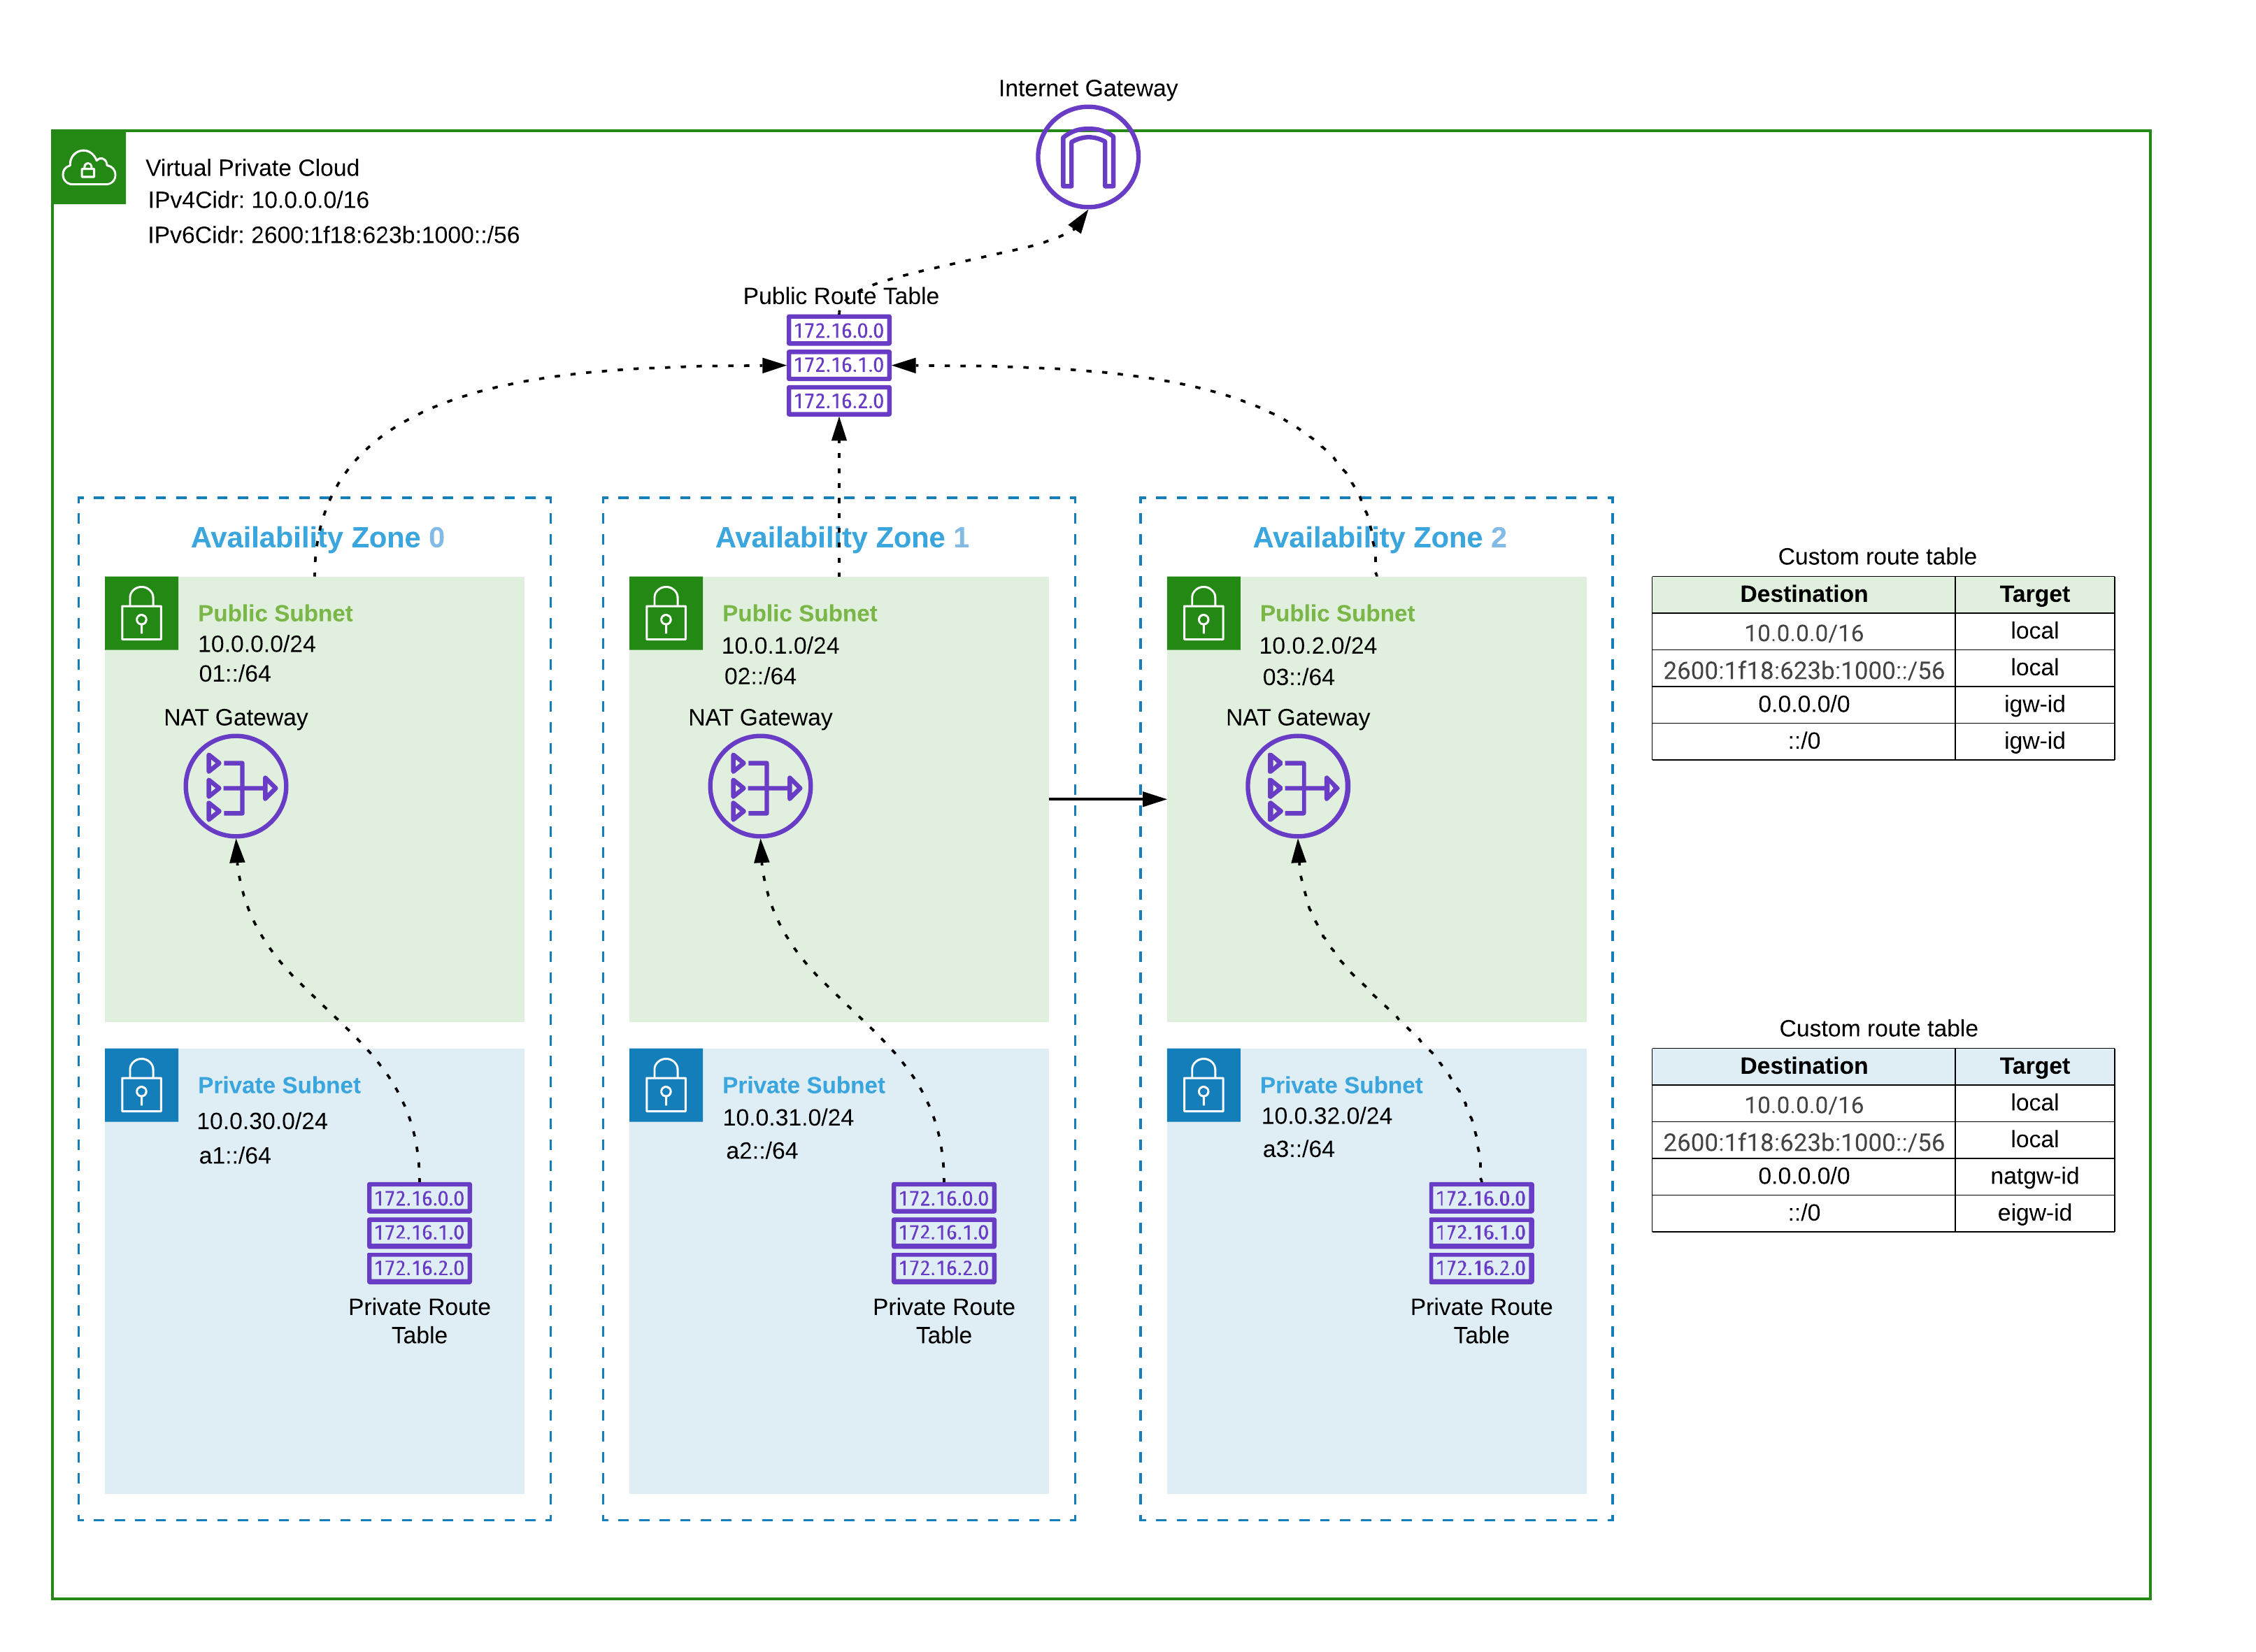 Internet Gateway
Virtual Private Cloud
IPv4Cidr: 10.0.0.0/16
IPv6Cidr: 2600:1f18:623b:1000::/56
Public Route Table
172.16.0.0
172.16.1.0
172.16.2.0
Availability Zone 0
Public Subnet
10.0.0.0/24
01::/64
NAT Gateway
Private Subnet
10.0.30.0/24
a1::/64
172.16.0.0
172.16.1.0
172.16.2.0
Private Route
Table
Availability Zone 1
Public Subnet
10.0.1.0/24
02::/64
NAT Gateway
Private Subnet
10.0.31.0/24
a2::/64
172.16.0.0
172.16.1.0
172.16.2.0
Private Route
Table
Availability Zone 2
Public Subnet
10.0.2.0/24
03::/64
NAT Gateway
Private Subnet
10.0.32.0/24
a3::/64
172.16.0.0
172.16.1.0
172.16.2.0
Private Route
Table
Custom route table
Destination Target
10.0.0.0/16 local
2600:1f18:623b:1000::/56 local
0.0.0.0/0 igw-id
::/0 igw-id
Custom route table
Destination Target
10.0.0.0/16 local
2600:1f18:623b:1000::/56 local
0.0.0.0/0 natgw-id
::/0 eigw-id